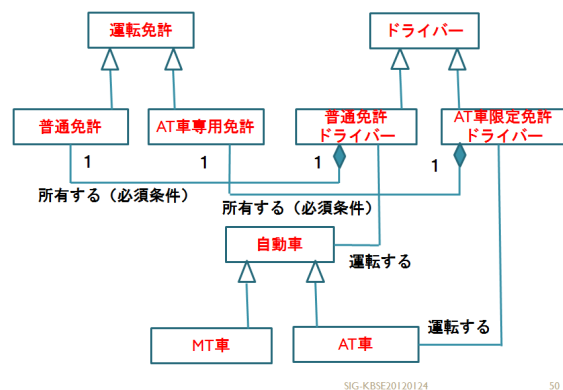 運転免許
ドライバー
普通免許
AT車専用免許
普通免許
ドライバー
AT車限定免許
ドライバー
1
1
1
1
所有する（必須条件）
所有する（必須条件）
自動車
運転する
MT車
AT車
運転する
SIG-KBSE20120124
50